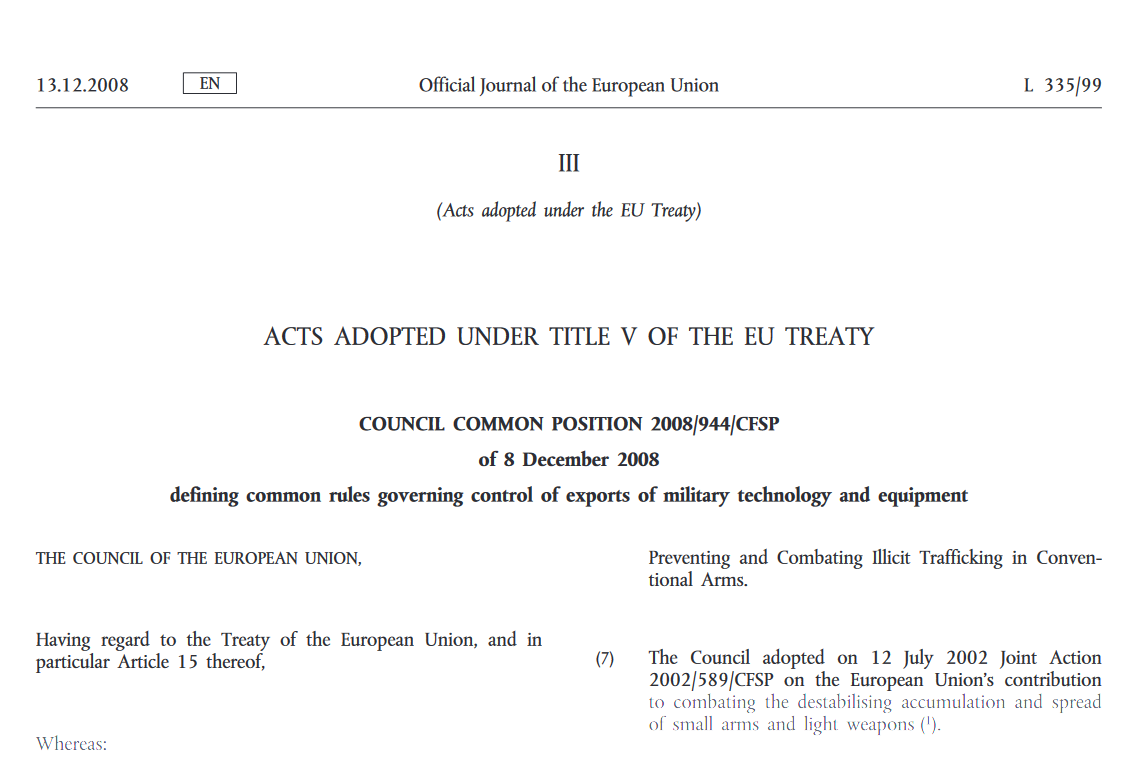 13.12.2008 EN Official Journal of the European Union L 335/99
III
(Acts adopted under the EU Treaty)
ACTS ADOPTED UNDER TITLE V OF THE EU TREATY
COUNCIL COMMON POSITION 2008/944/CFSP
of 8 December 2008
defining common rules governing control of exports of military technology and equipment
THE COUNCIL OF THE EUROPEAN UNION,
Having regard to the Treaty of the European Union, and in
particular Article 15 thereof,
Whereas:
Preventing and Combating Illicit Trafficking in Conven-
tional Arms.
(7) The Council adopted on 12 July 2002 Joint Action
2002/589/CFSP on the European Union's contribution
to combating the destabilising accumulation and spread
of small arms and light weapons (¹).